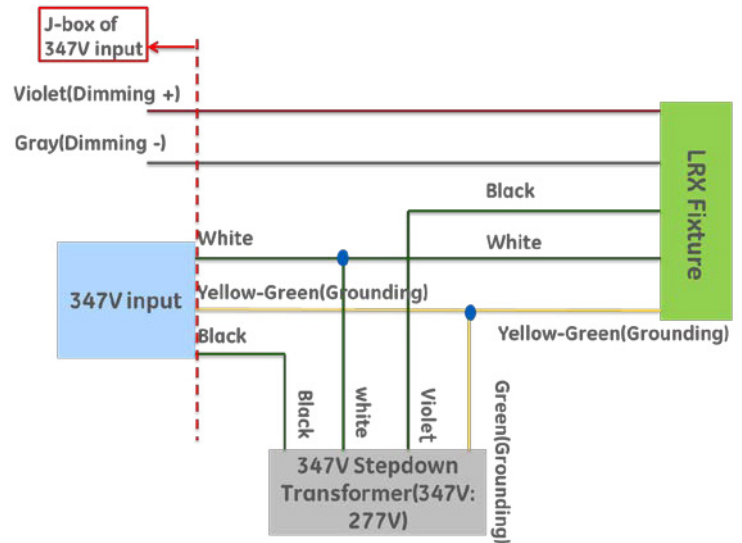 J-box of
347V input
Violet(Dimming +)
Gray(Dimming -)
LRX Fixture
Black
White
White
347V input
Yellow-Green(Grounding)
Yellow-Green(Grounding)
Black
Black
white
Violet
Green(Grounding)
347V Stepdown
Transformer(347V:
277V)